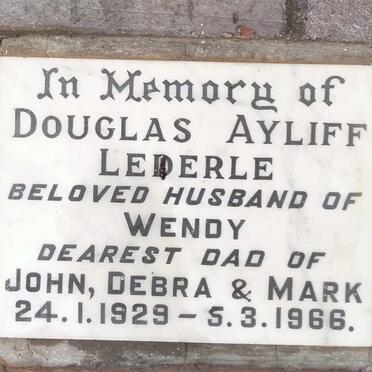 In Memory of
DOUGLAS AYLIFF
LEDERLE
BELOVED HUSBAND OF
WENDY
DEAREST DAD OF
JOHN, DEBRA & MARK
24.1.1929 – 5.3.1966.